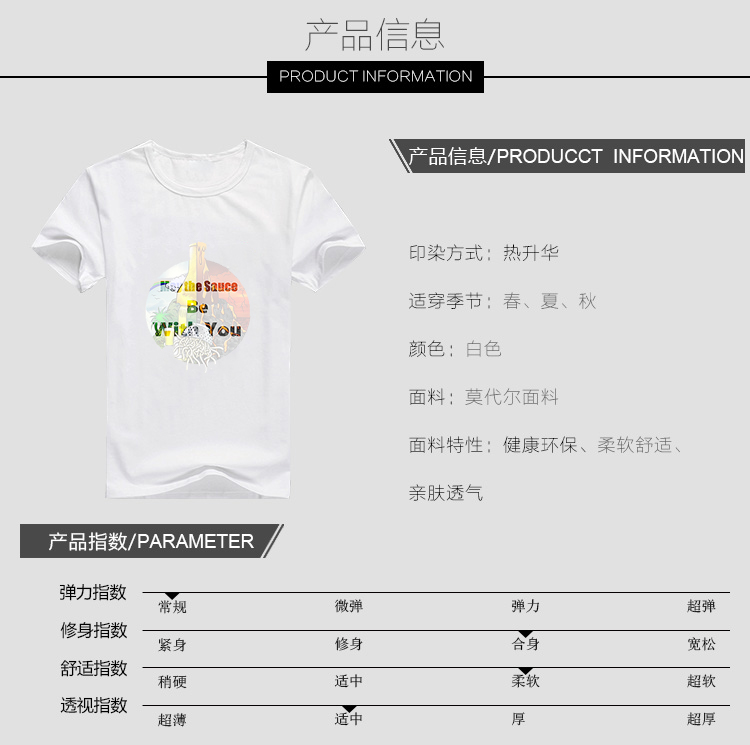 产品信息
PRODUCT INFORMATION
产品信息/PRODUCCT INFORMATION
May the Sauce
Be
With You
印染方式：热升华
适穿季节：春、夏、秋
颜色：白色
面料：莫代尔面料
面料特性：健康环保、柔软舒适、
亲肤透气
产品指数/PARAMETER
弹力指数
常规 微弹 弹力 超弹
修身指数
紧身 修身 合身 宽松
舒适指数
稍硬 适中 柔软 超软
透视指数
超薄 适中 厚 超厚